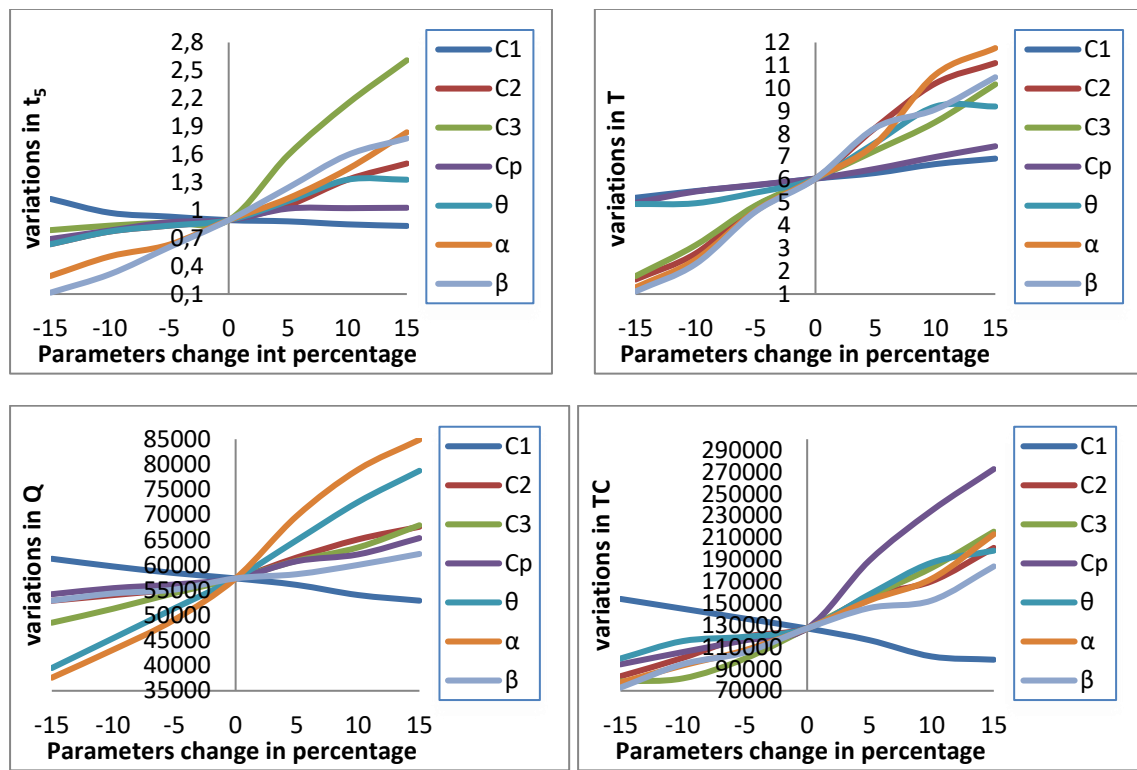 variations in t5
2,8
2,5
2,2
1,9
1,6
1,3
1
0,7
0,4
0,1
-15 -10 -5 0 5 10 15
Parameters change int percentage
C1
C2
C3
Cp
θ
α
β
variations in T
12
11
10
9
8
7
6
5
4
3
2
1
-15 -10 -5 0 5 10 15
Parameters change in percentage
C1
C2
C3
Cp
θ
α
β
variations in Q
85000
80000
75000
70000
65000
60000
55000
50000
45000
40000
35000
-15 -10 -5 0 5 10 15
Parameters change in percentage
C1
C2
C3
Cp
θ
α
β
variations in TC
290000
270000
250000
230000
210000
190000
170000
150000
130000
110000
90000
70000
-15 -10 -5 0 5 10 15
Parameters change in percentage
C1
C2
C3
Cp
θ
α
β